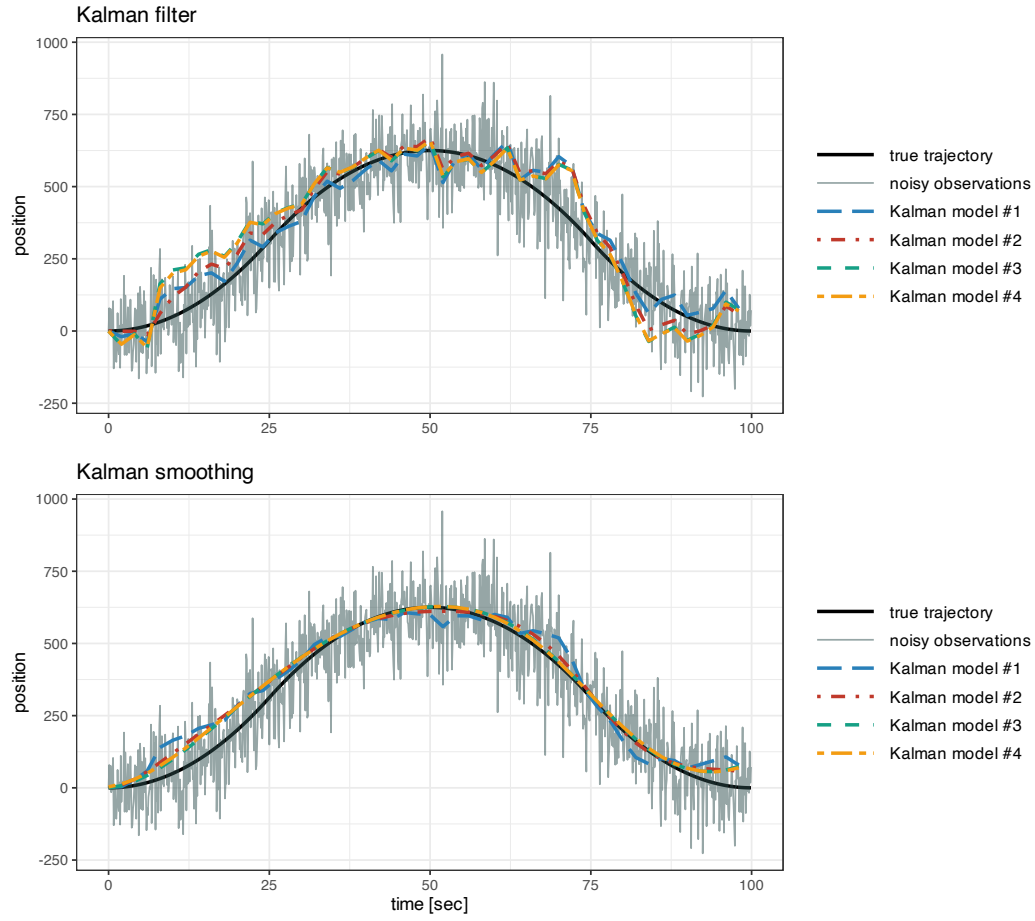 Kalman filter
1000
750
500
250
0
-250
position
0
25
50
75
100
true trajectory
noisy observations
Kalman model #1
Kalman model #2
Kalman model #3
Kalman model #4
Kalman smoothing
1000
750
500
250
0
-250
position
0
25
50
75
100
time [sec]
true trajectory
noisy observations
Kalman model #1
Kalman model #2
Kalman model #3
Kalman model #4